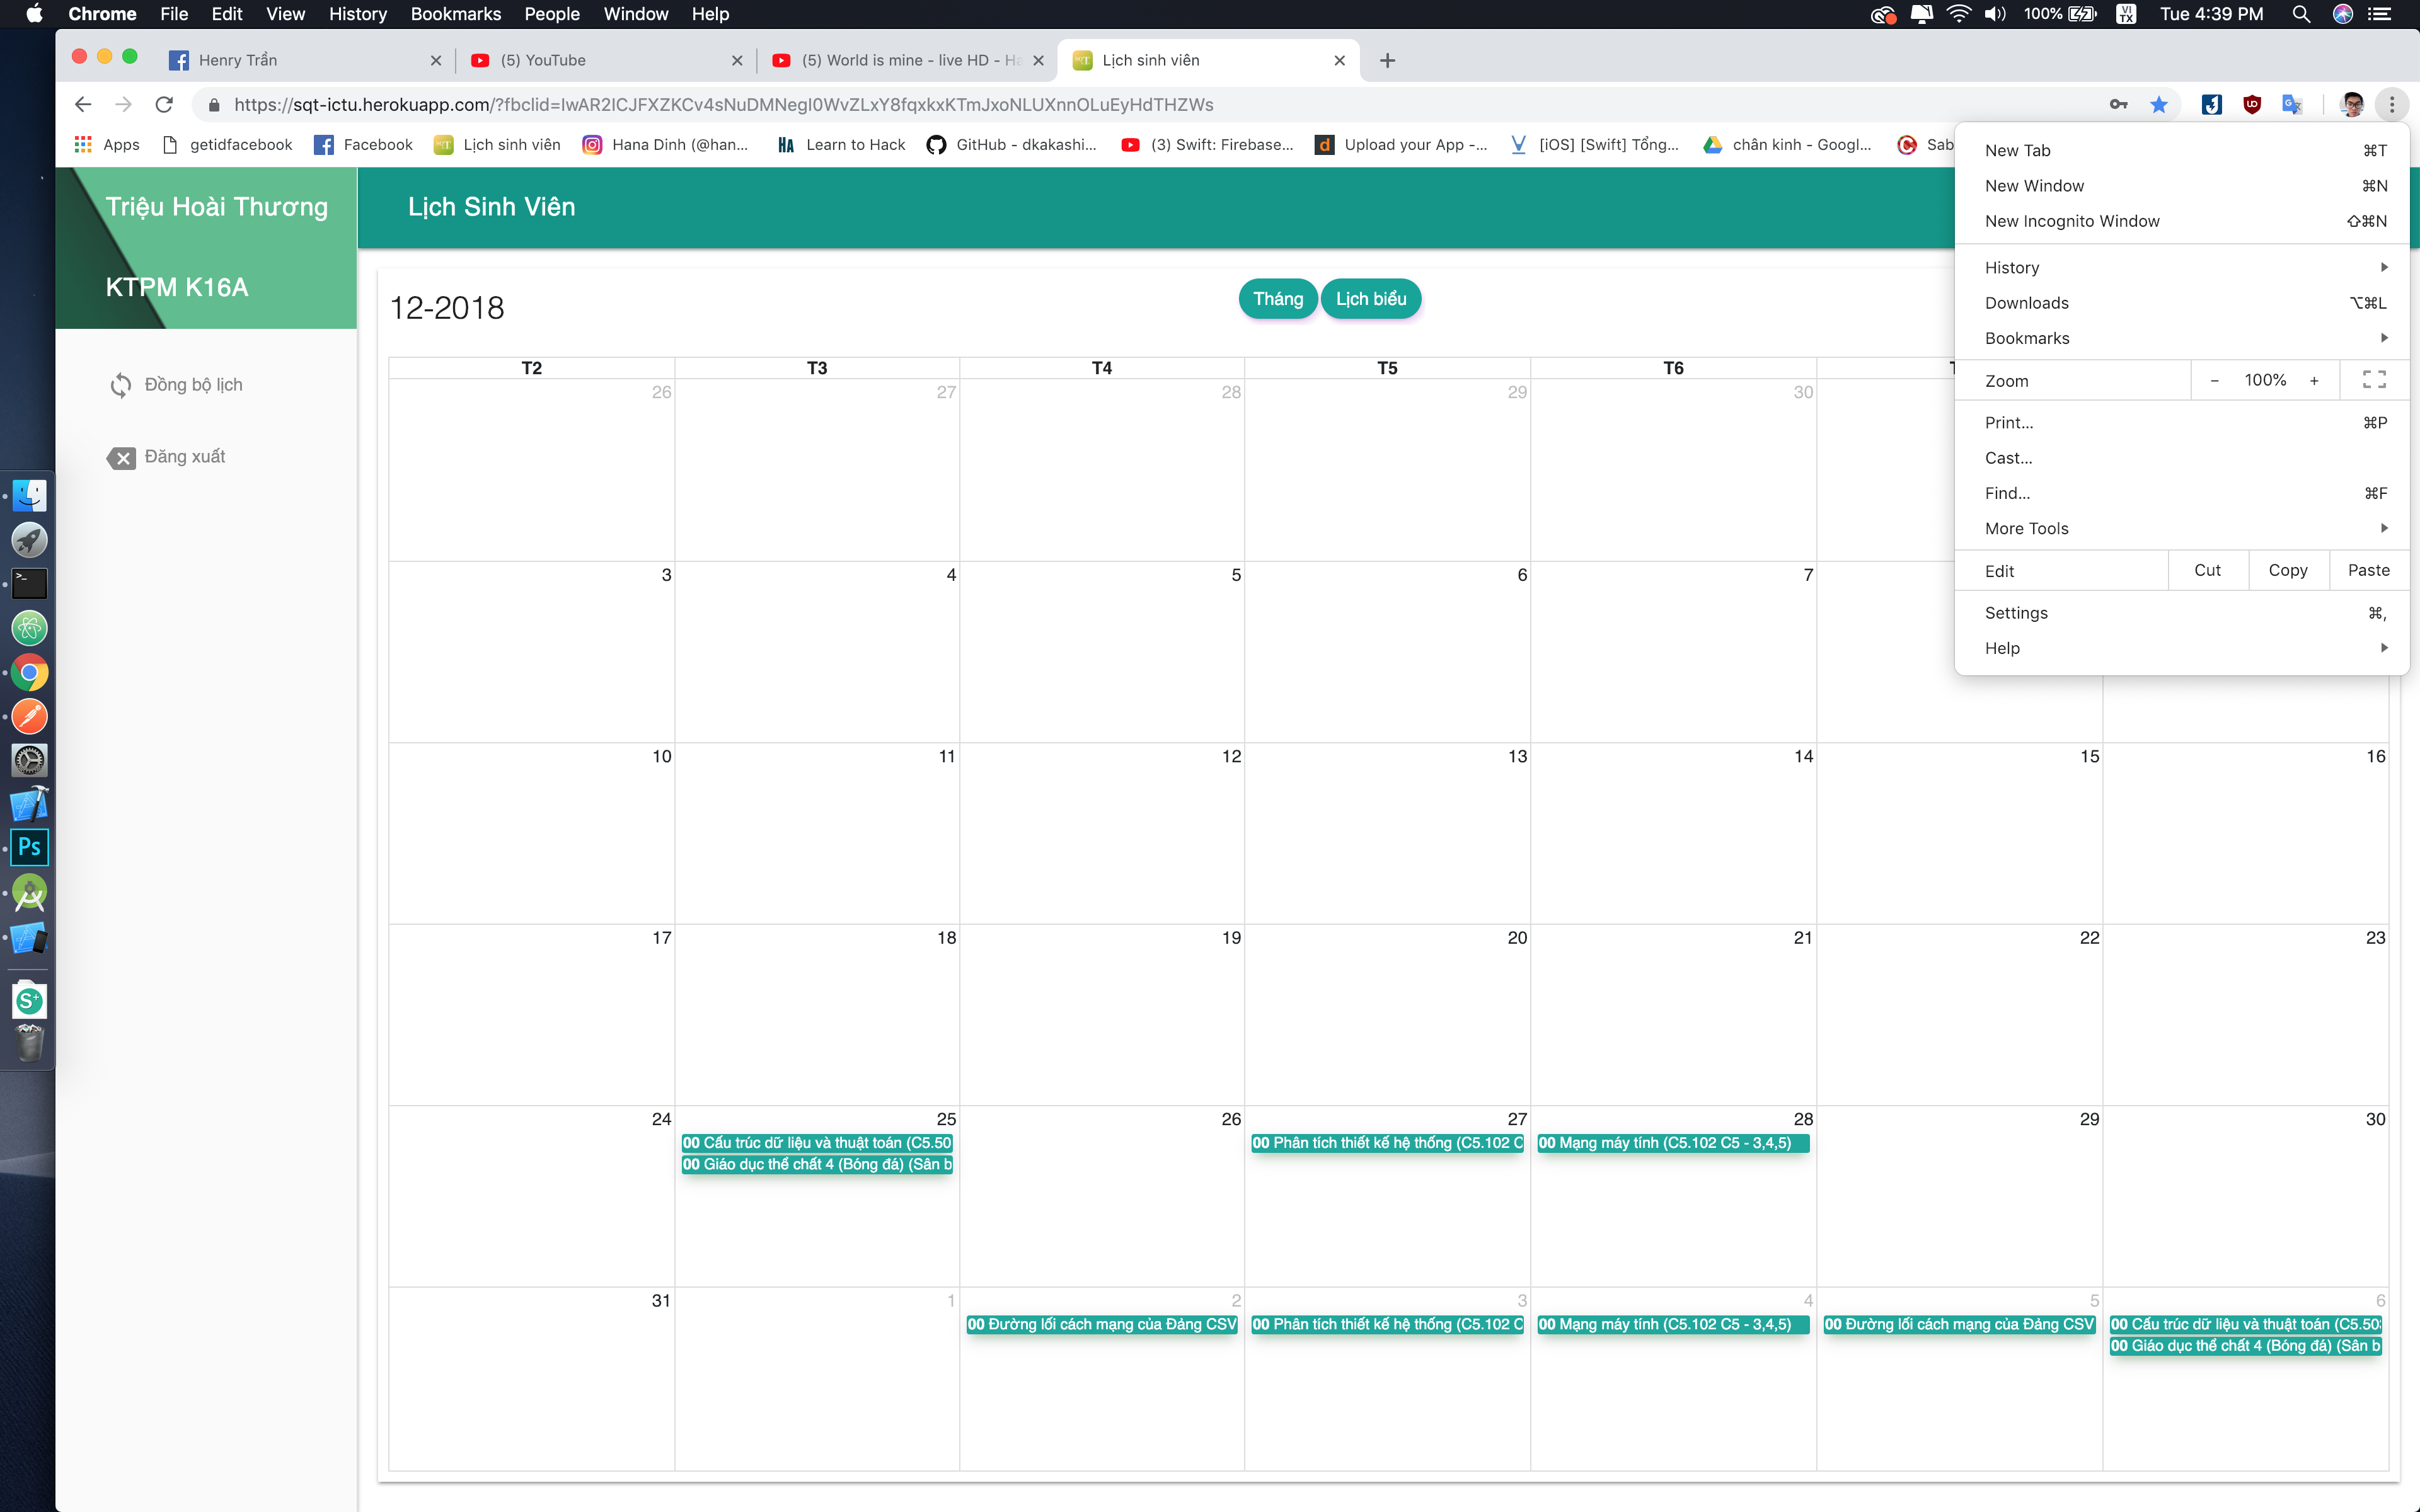 Chrome File Edit View History Bookmarks People Window Help 100% VI TX Tue 4:39 PM
Henry Trần (5) YouTube (5) World is mine - live HD - Ha Lịch sinh viên
https://sqt-ictu.herokuapp.com/?fbclid=IwAR2ICJFXZKCv4sNuDMNegI0WvZLxY8fqxkxKTmJxoNLUXnnOLuEyHdTHZWs
Apps getidfacebook Facebook Lịch sinh viên Hana Dinh (@han... HA Learn to Hack GitHub - dkakashi... (3) Swift: Firebase... d Upload your App -... [iOS] [Swift] Tổng... chân kinh - Googl... Sab
New Tab ⌘T
New Window ⌘N
New Incognito Window ⇧⌘N
History
Downloads ⌥⌘L
Bookmarks
Zoom − 100% +
Print... ⌘P
Cast...
Find... ⌘F
More Tools
Edit Cut Copy Paste
Settings ⌘,
Help
Triệu Hoài Thương
KTPM K16A
Đồng bộ lịch
Đăng xuất
Lịch Sinh Viên
12-2018 Tháng Lịch biểu
T2 T3 T4 T5 T6
26 27 28 29 30
3 4 5 6 7
10 11 12 13 14 15 16
17 18 19 20 21 22 23
24 25 26 27 28 29 30
00 Cấu trúc dữ liệu và thuật toán (C5.50 00 Phân tích thiết kế hệ thống (C5.102 C 00 Mạng máy tính (C5.102 C5 - 3,4,5)
00 Giáo dục thể chất 4 (Bóng đá) (Sân b
31 1 2 3 4 5 6
00 Đường lối cách mạng của Đảng CSV 00 Phân tích thiết kế hệ thống (C5.102 C 00 Mạng máy tính (C5.102 C5 - 3,4,5) 00 Đường lối cách mạng của Đảng CSV 00 Cấu trúc dữ liệu và thuật toán (C5.50
00 Giáo dục thể chất 4 (Bóng đá) (Sân b
Ps
S+